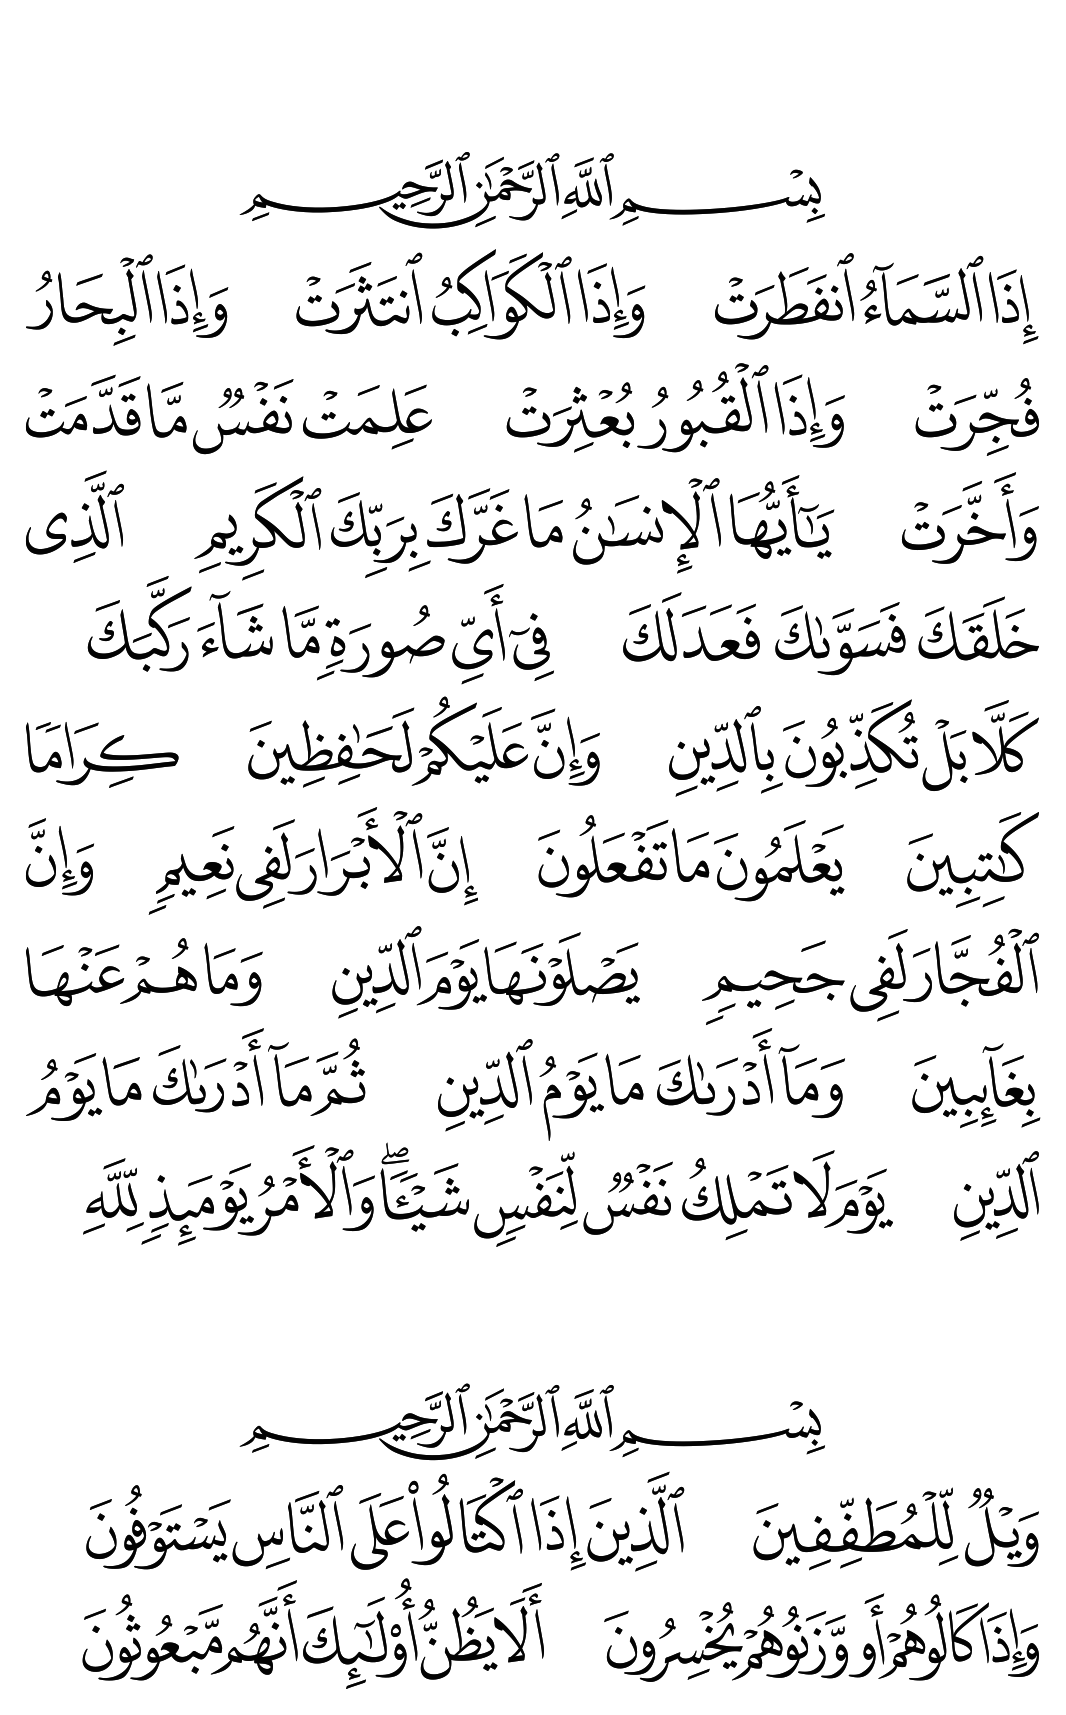 بِسْمِ ٱللَّهِ ٱلرَّحْمَٰنِ ٱلرَّحِيمِ
إِذَا ٱلسَّمَآءُ ٱنفَطَرَتْ وَإِذَا ٱلْكَوَاكِبُ ٱنتَثَرَتْ وَإِذَا ٱلْبِحَارُ
فُجِّرَتْ وَإِذَا ٱلْقُبُورُ بُعْثِرَتْ عَلِمَتْ نَفْسٌ مَّا قَدَّمَتْ
وَأَخَّرَتْ يَٰٓأَيُّهَا ٱلْإِنسَٰنُ مَا غَرَّكَ بِرَبِّكَ ٱلْكَرِيمِ ٱلَّذِى
خَلَقَكَ فَسَوَّىٰكَ فَعَدَلَكَ فِىٓ أَىِّ صُورَةٍ مَّا شَآءَ رَكَّبَكَ
كَلَّا بَلْ تُكَذِّبُونَ بِٱلدِّينِ وَإِنَّ عَلَيْكُمْ لَحَٰفِظِينَ كِرَامًا
كَٰتِبِينَ يَعْلَمُونَ مَا تَفْعَلُونَ إِنَّ ٱلْأَبْرَارَ لَفِى نَعِيمٍ وَإِنَّ
ٱلْفُجَّارَ لَفِى جَحِيمٍ يَصْلَوْنَهَا يَوْمَ ٱلدِّينِ وَمَا هُمْ عَنْهَا
بِغَآئِبِينَ وَمَآ أَدْرَىٰكَ مَا يَوْمُ ٱلدِّينِ ثُمَّ مَآ أَدْرَىٰكَ مَا يَوْمُ
ٱلدِّينِ يَوْمَ لَا تَمْلِكُ نَفْسٌ لِّنَفْسٍ شَيْـًٔا ۖ وَٱلْأَمْرُ يَوْمَئِذٍ لِّلَّهِ
بِسْمِ ٱللَّهِ ٱلرَّحْمَٰنِ ٱلرَّحِيمِ
وَيْلٌ لِّلْمُطَفِّفِينَ ٱلَّذِينَ إِذَا ٱكْتَالُوا۟ عَلَى ٱلنَّاسِ يَسْتَوْفُونَ
وَإِذَا كَالُوهُمْ أَو وَّزَنُوهُمْ يُخْسِرُونَ أَلَا يَظُنُّ أُو۟لَٰٓئِكَ أَنَّهُم مَّبْعُوثُونَ